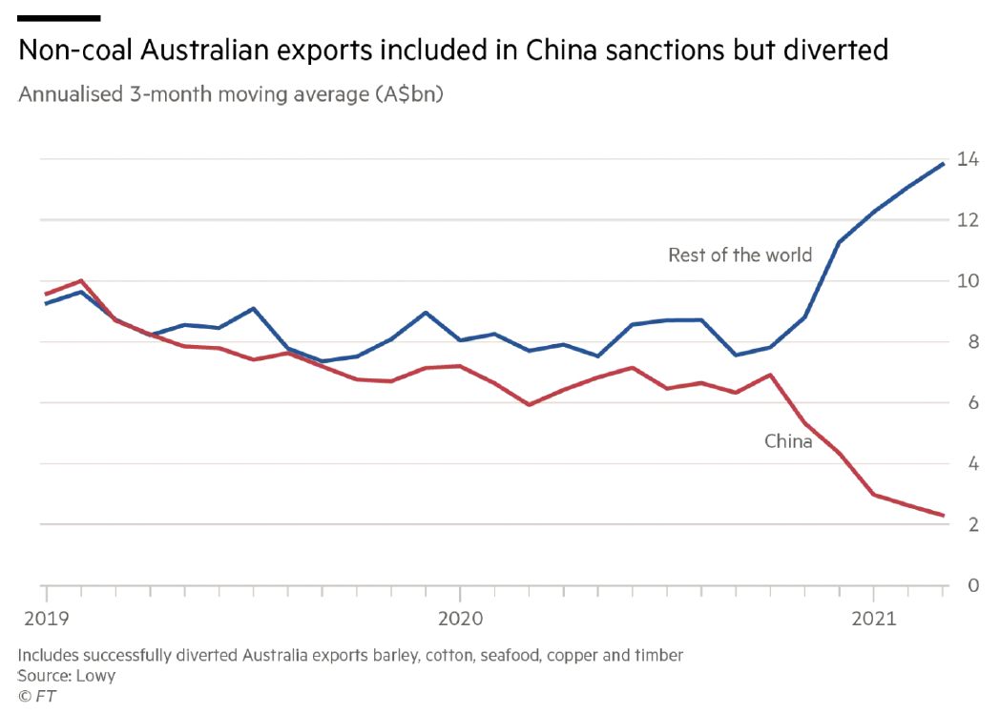 Non-coal Australian exports included in China sanctions but diverted
Annualised 3-month moving average (A$bn)
14
12
Rest of the world
10
8
6
China
4
2
0
2019 2020 2021
Includes successfully diverted Australia exports barley, cotton, seafood, copper and timber
Source: Lowy
© FT